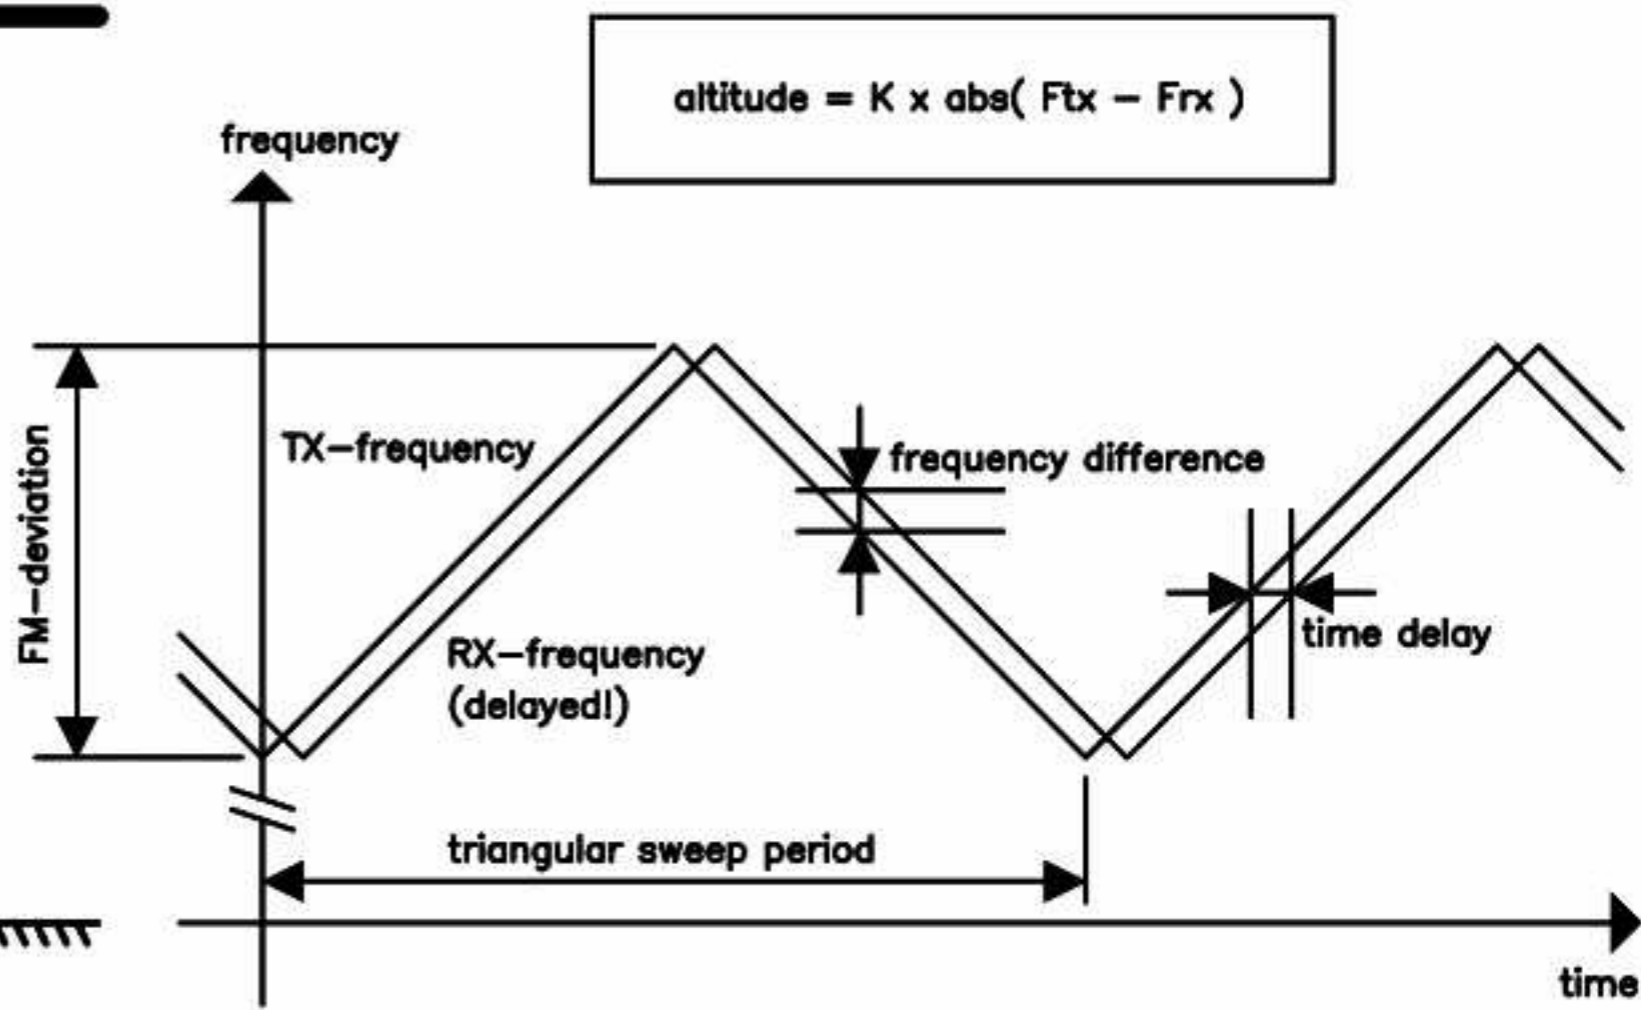 altitude = K x abs( Ftx – Frx )
frequency
TX–frequency
frequency difference
FM–deviation
RX–frequency
(delayed!)
time delay
triangular sweep period
time